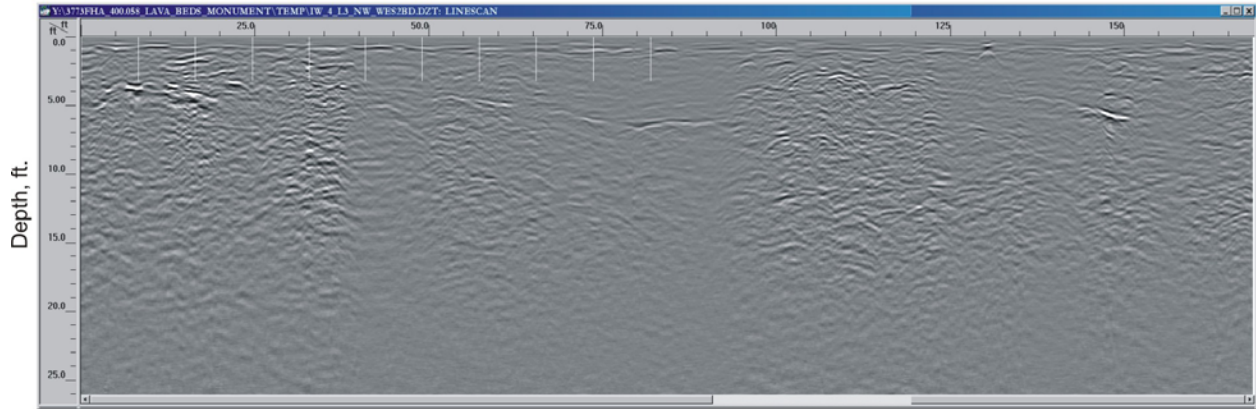 Y:\3773FHA_400.058_LAVA_BEDS_MONUMENT\TEMP\IW_4_L3_NW_WES2BD.DZT: LINESCAN
ft / ft 25.0 50.0 75.0 100 125 150
0.0
5.00
10.0
15.0
20.0
25.0
Depth, ft.